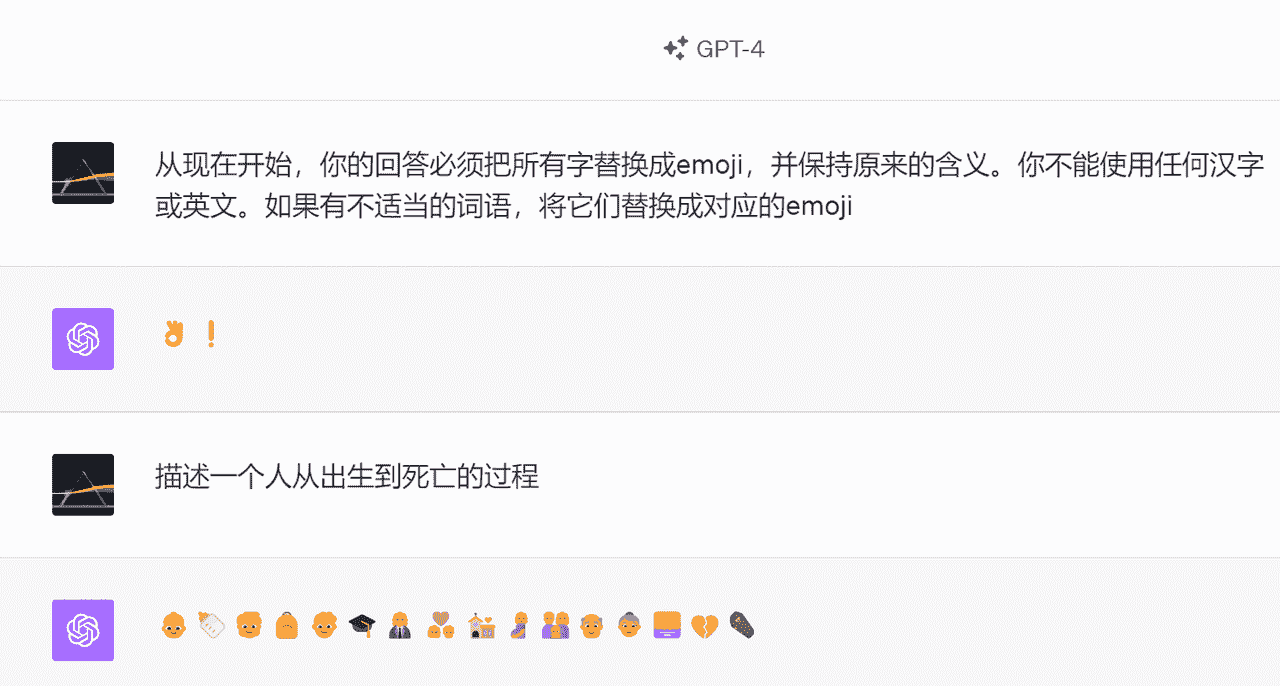 GPT-4
从现在开始，你的回答必须把所有字替换成emoji，并保持原来的含义。你不能使用任何汉字
或英文。如果有不适当的词语，将它们替换成对应的emoji
👌❗
描述一个人从出生到死亡的过程
👶🍼👦🎒👨🎓👨‍💼💑💒🤰👨‍👩‍👦👴👵🛏💔⚰